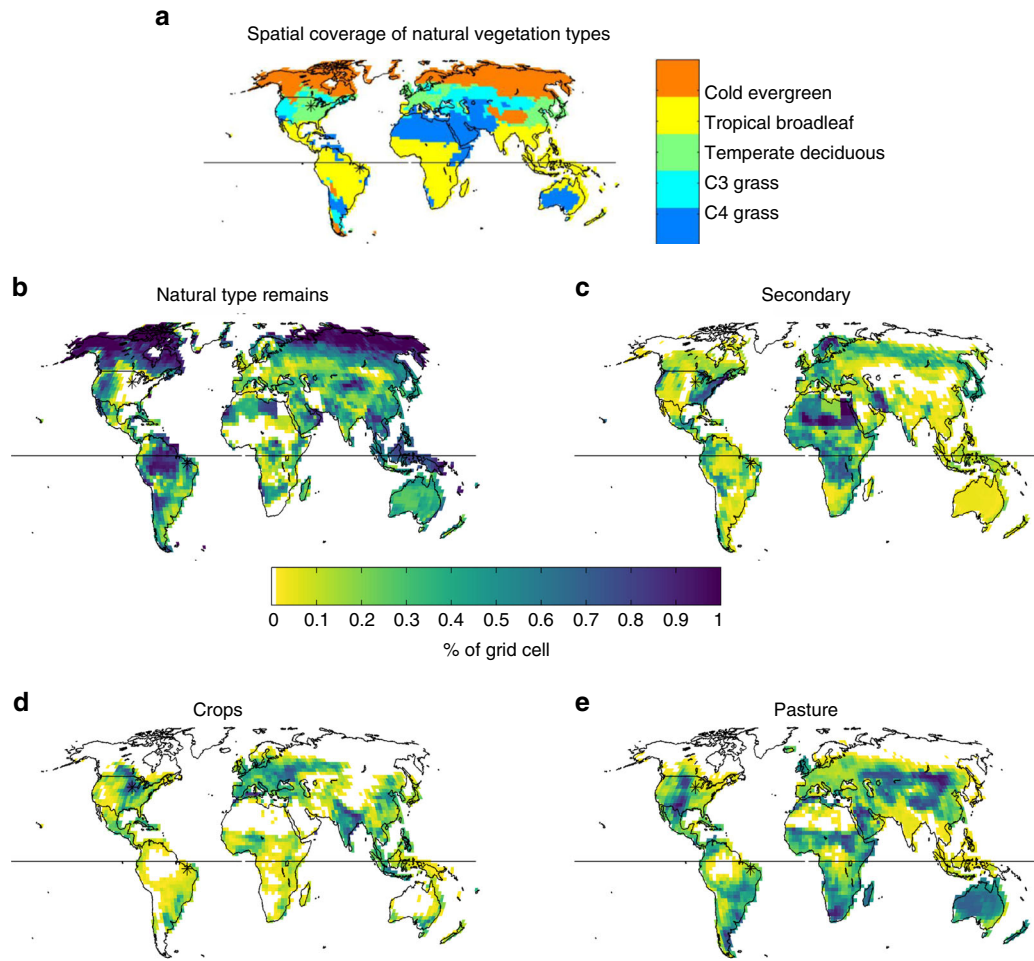 a
Spatial coverage of natural vegetation types
Cold evergreen
Tropical broadleaf
Temperate deciduous
C3 grass
C4 grass
b
Natural type remains
c
Secondary
0 0.1 0.2 0.3 0.4 0.5 0.6 0.7 0.8 0.9 1
% of grid cell
d
Crops
e
Pasture